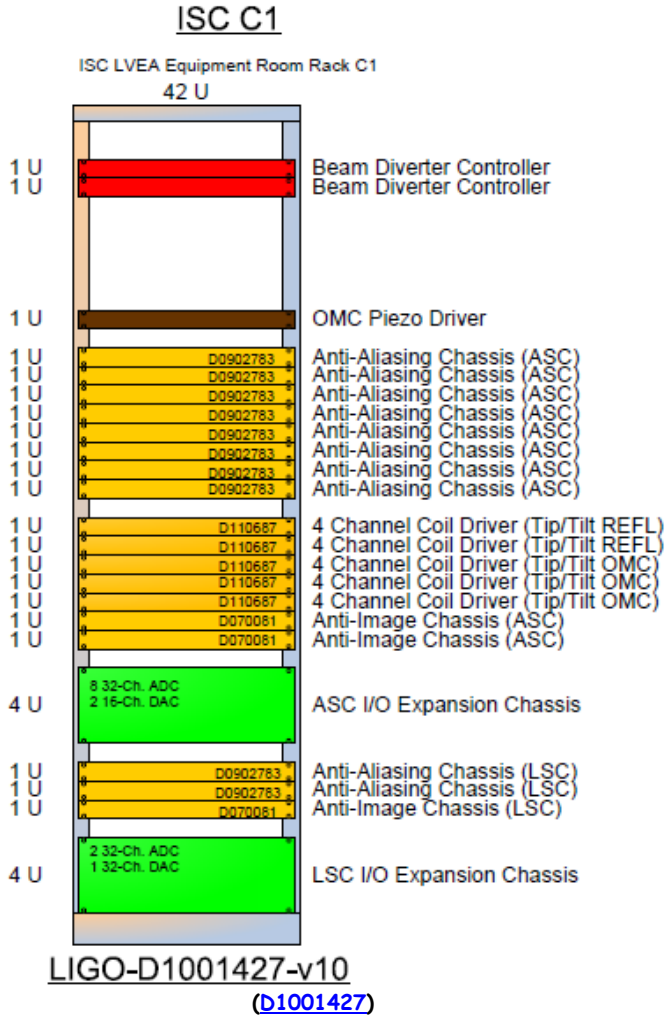 ISC C1
ISC LVEA Equipment Room Rack C1
42 U
1 U Beam Diverter Controller
1 U Beam Diverter Controller
1 U OMC Piezo Driver
1 U D0902783 Anti-Aliasing Chassis (ASC)
1 U D0902783 Anti-Aliasing Chassis (ASC)
1 U D0902783 Anti-Aliasing Chassis (ASC)
1 U D0902783 Anti-Aliasing Chassis (ASC)
1 U D0902783 Anti-Aliasing Chassis (ASC)
1 U D0902783 Anti-Aliasing Chassis (ASC)
1 U D0902783 Anti-Aliasing Chassis (ASC)
1 U D0902783 Anti-Aliasing Chassis (ASC)
1 U D110687 4 Channel Coil Driver (Tip/Tilt REFL)
1 U D110687 4 Channel Coil Driver (Tip/Tilt REFL)
1 U D110687 4 Channel Coil Driver (Tip/Tilt OMC)
1 U D110687 4 Channel Coil Driver (Tip/Tilt OMC)
1 U D110687 4 Channel Coil Driver (Tip/Tilt OMC)
1 U D070081 Anti-Image Chassis (ASC)
1 U D070081 Anti-Image Chassis (ASC)
8 32-Ch. ADC
2 16-Ch. DAC
4 U ASC I/O Expansion Chassis
1 U D0902783 Anti-Aliasing Chassis (LSC)
1 U D0902783 Anti-Aliasing Chassis (LSC)
1 U D070081 Anti-Image Chassis (LSC)
2 32-Ch. ADC
1 32-Ch. DAC
4 U LSC I/O Expansion Chassis
LIGO-D1001427-v10
(D1001427)